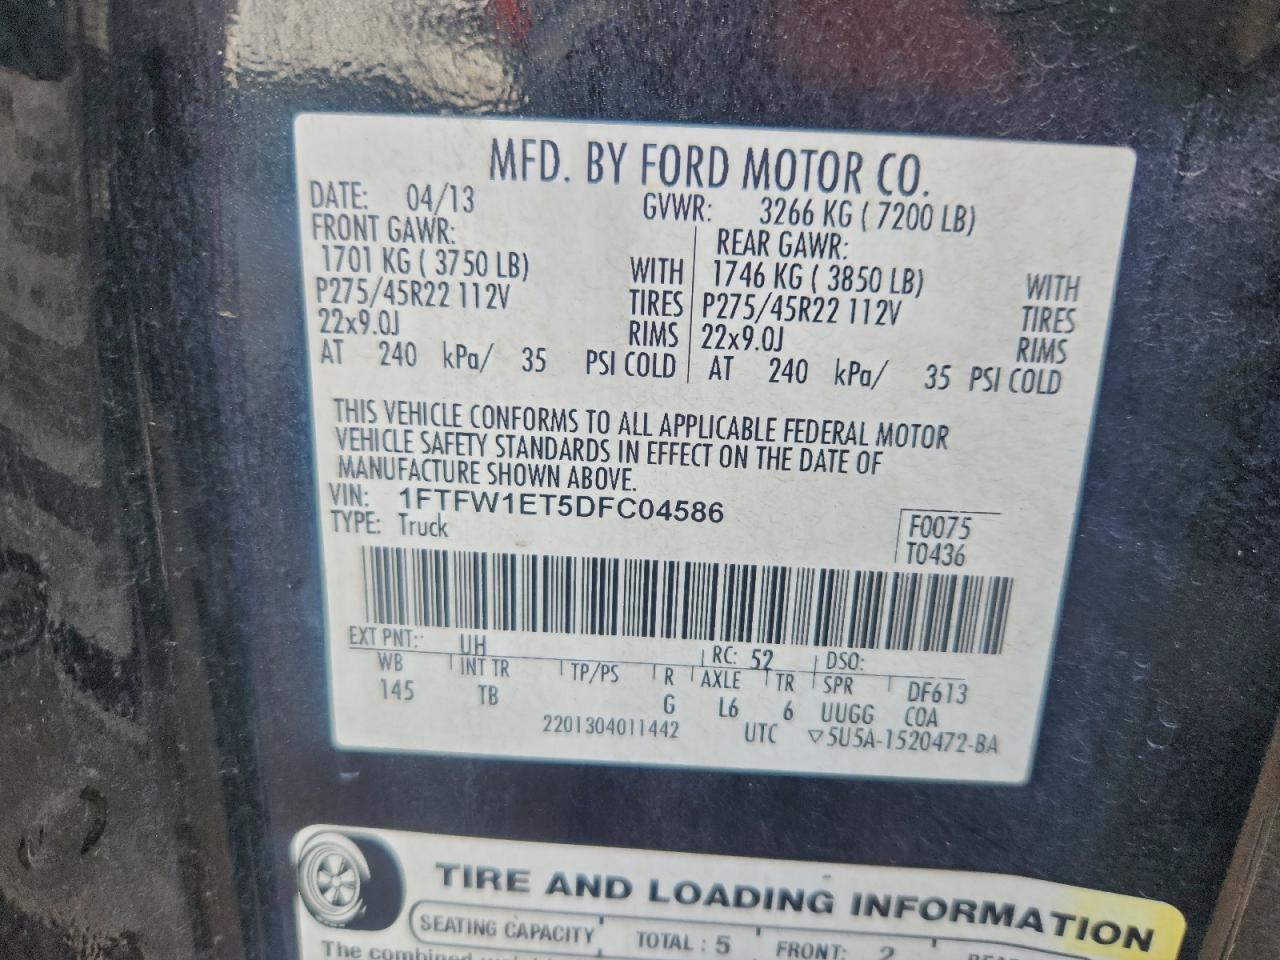 MFD. BY FORD MOTOR CO.
DATE: 04/13 GVWR: 3266 KG ( 7200 LB)
FRONT GAWR: REAR GAWR:
1701 KG ( 3750 LB) WITH 1746 KG ( 3850 LB) WITH
P275/45R22 112V TIRES P275/45R22 112V TIRES
22x9.0J RIMS 22x9.0J RIMS
AT 240 kPa/ 35 PSI COLD AT 240 kPa/ 35 PSI COLD
THIS VEHICLE CONFORMS TO ALL APPLICABLE FEDERAL MOTOR
VEHICLE SAFETY STANDARDS IN EFFECT ON THE DATE OF
MANUFACTURE SHOWN ABOVE.
VIN: 1FTFW1ET5DFC04586
TYPE: Truck
F0075
T0436
EXT PNT: UH RC: 52 DSO:
WB INT TR TP/PS R AXLE TR SPR DF613
145 TB G L6 6 UUGG COA
2201304011442 UTC ▽5U5A-1520472-BA
TIRE AND LOADING INFORMATION
SEATING CAPACITY TOTAL : 5 FRONT: 2
The combined